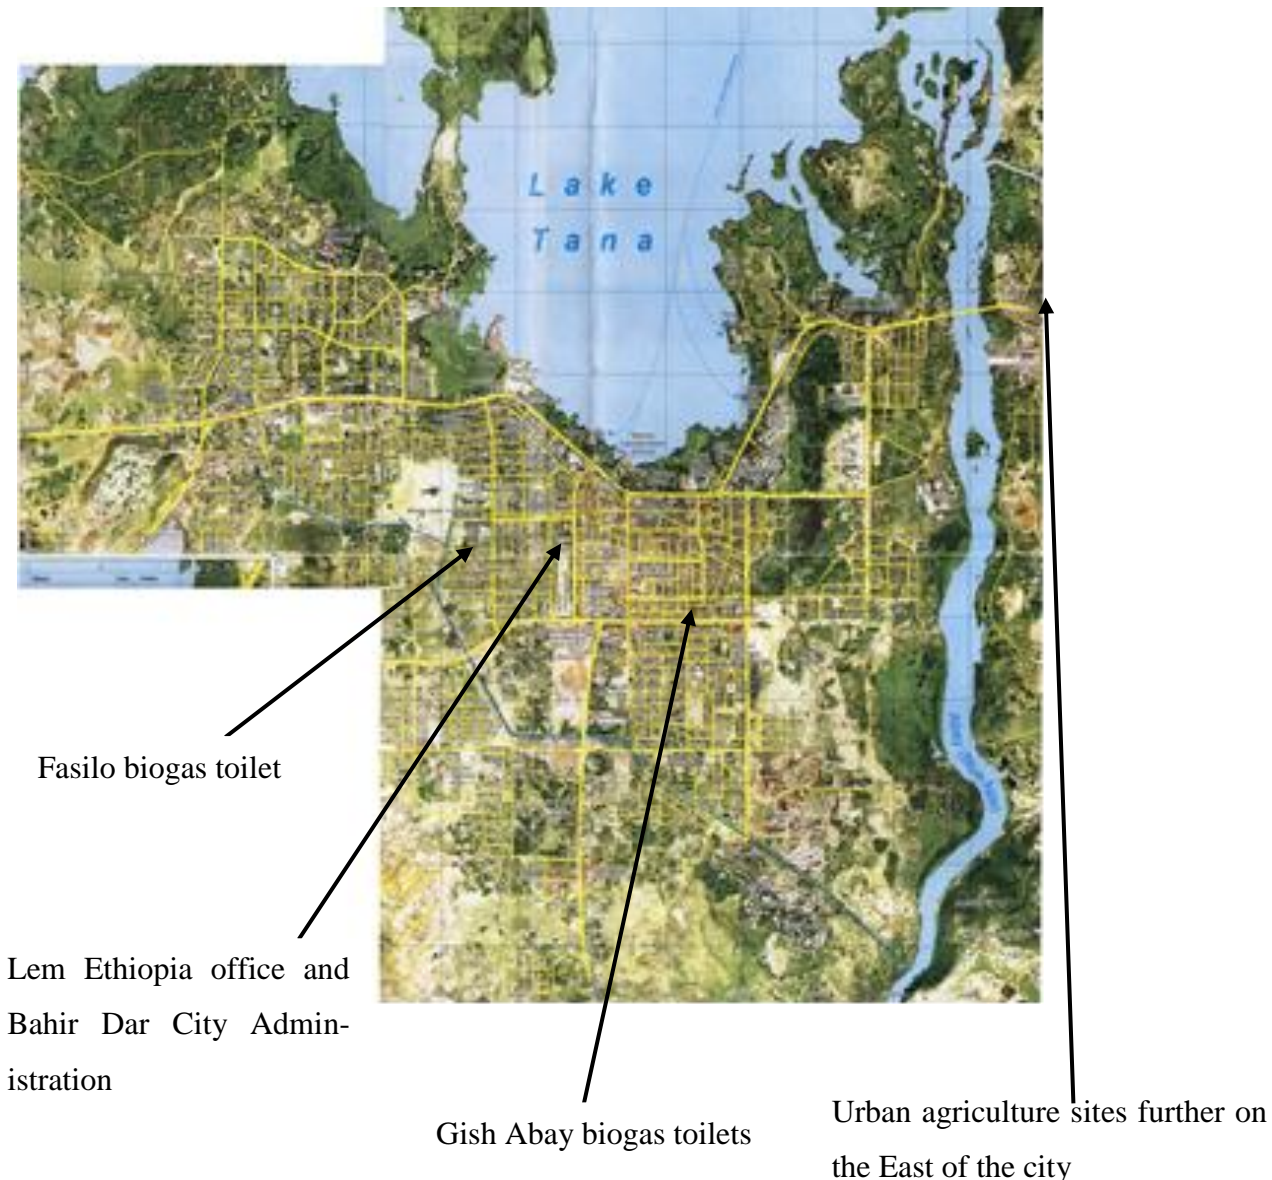 Lake
Tana
Fasilo biogas toilet
Lem Ethiopia office and
Bahir Dar City Admin-
istration
Gish Abay biogas toilets
Urban agriculture sites further on
the East of the city